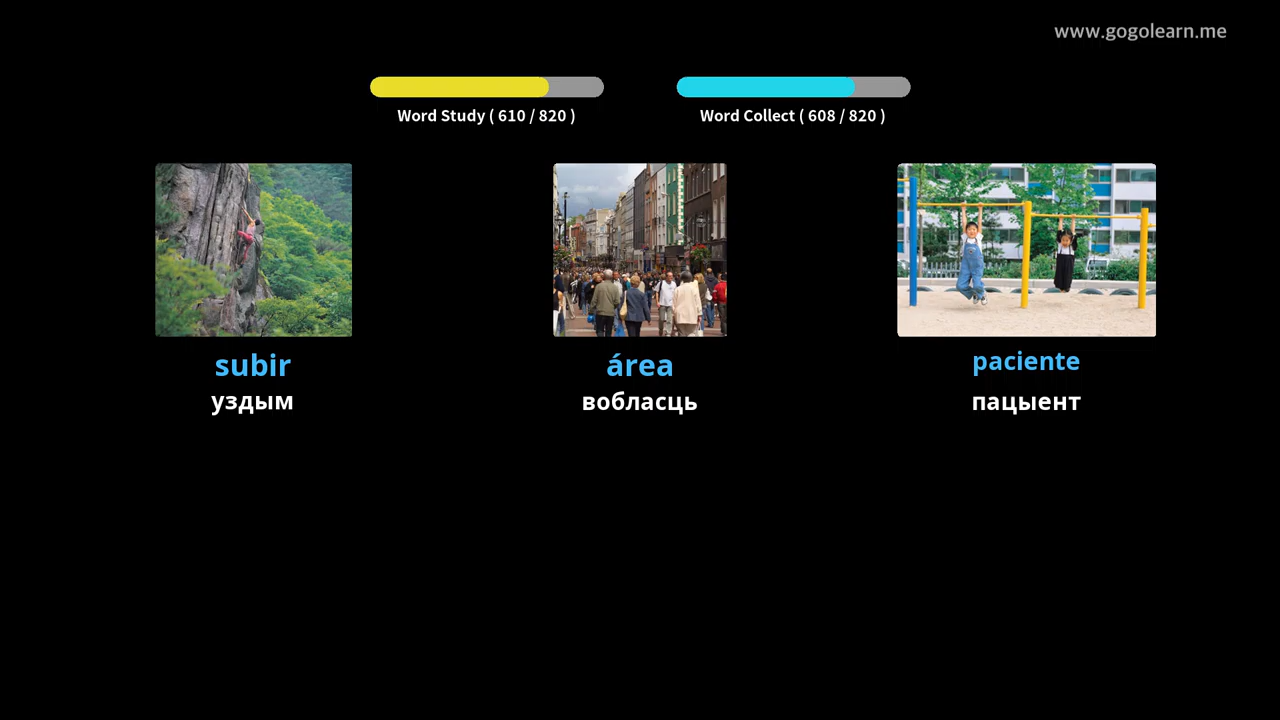 www.gogolearn.me
Word Study ( 610 / 820 )
Word Collect ( 608 / 820 )
subir
área
paciente
уздым
вобласць
пацыент